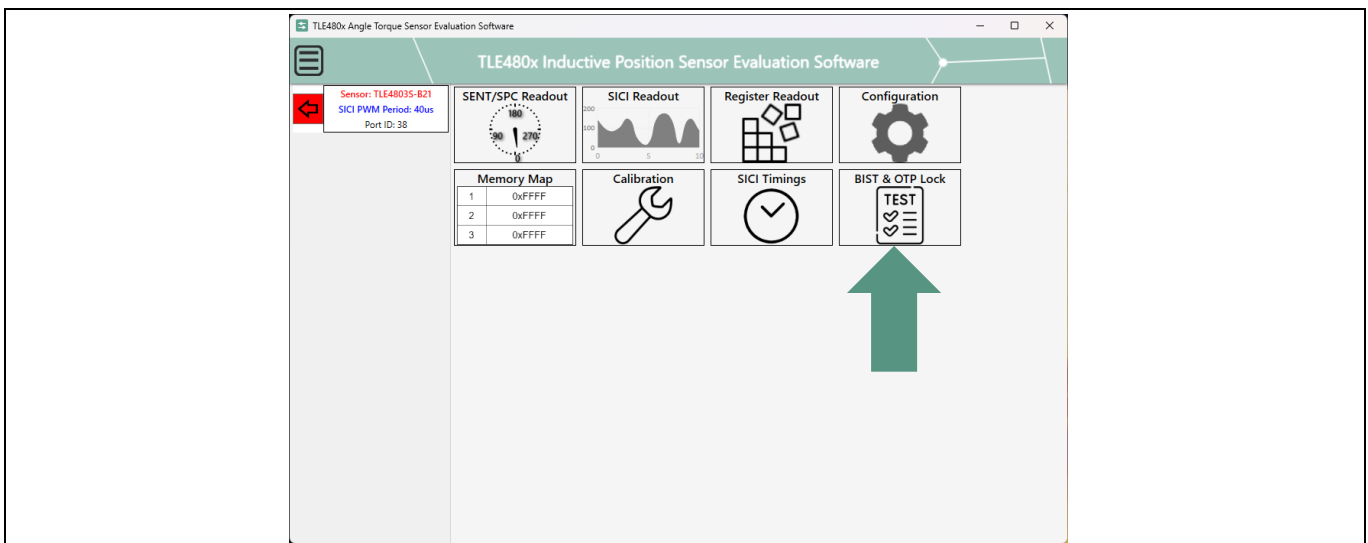 TLE480x Angle Torque Sensor Evaluation Software
TLE480x Inductive Position Sensor Evaluation Software
Sensor: TLE4803S-B21
SICI PWM Period: 40us
Port ID: 38
SENT/SPC Readout
180
90
270
0
SICI Readout
200
100
0
0 5 10
Register Readout
Configuration
Memory Map
1 0xFFFF
2 0xFFFF
3 0xFFFF
Calibration
SICI Timings
BIST & OTP Lock
TEST